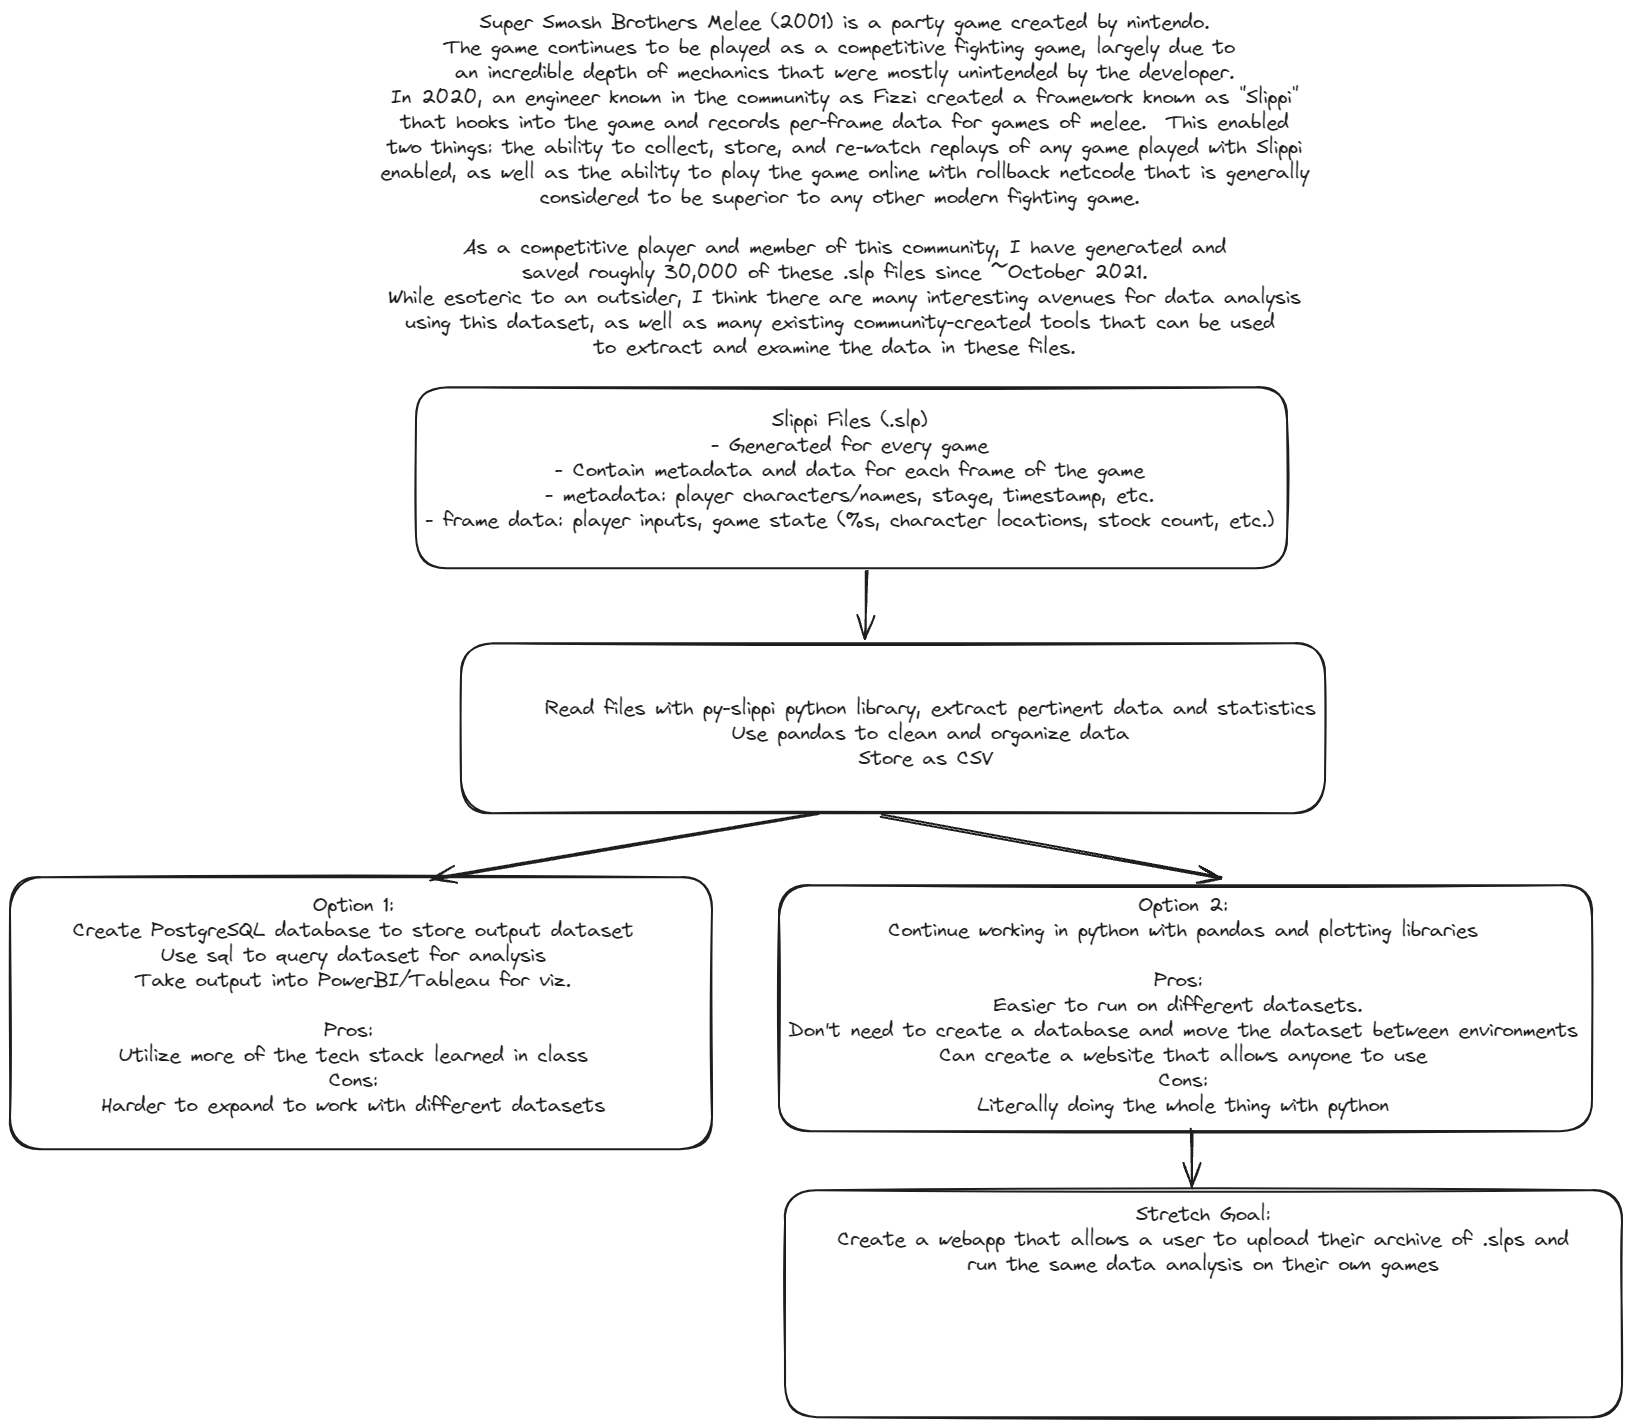 Super Smash Brothers Melee (2001) is a party game created by nintendo.
The game continues to be played as a competitive fighting game, largely due to
an incredible depth of mechanics that were mostly unintended by the developer.
In 2020, an engineer known in the community as Fizzi created a framework known as "Slippi"
that hooks into the game and records per-frame data for games of melee.  This enabled
two things: the ability to collect, store, and re-watch replays of any game played with Slippi
enabled, as well as the ability to play the game online with rollback netcode that is generally
considered to be superior to any other modern fighting game.
As a competitive player and member of this community, I have generated and
saved roughly 30,000 of these .slp files since ~October 2021.
While esoteric to an outsider, I think there are many interesting avenues for data analysis
using this dataset, as well as many existing community-created tools that can be used
to extract and examine the data in these files.
Slippi Files (.slp)
- Generated for every game
- Contain metadata and data for each frame of the game
- metadata: player characters/names, stage, timestamp, etc.
- frame data: player inputs, game state (%s, character locations, stock count, etc.)
Read files with py-slippi python library, extract pertinent data and statistics
Use pandas to clean and organize data
Store as CSV
Option 1:
Create PostgreSQL database to store output dataset
Use sql to query dataset for analysis
Take output into PowerBI/Tableau for viz.
Pros:
Utilize more of the tech stack learned in class
Cons:
Harder to expand to work with different datasets
Option 2:
Continue working in python with pandas and plotting libraries
Pros:
Easier to run on different datasets.
Don't need to create a database and move the dataset between environments
Can create a website that allows anyone to use
Cons:
Literally doing the whole thing with python
Stretch Goal:
Create a webapp that allows a user to upload their archive of .slps and
run the same data analysis on their own games